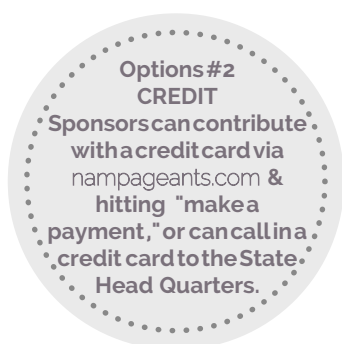 Options #2
CREDIT
Sponsors can contribute
with a credit card via
nampageants.com &
hitting "make a
payment," or can call in a
credit card to the State
Head Quarters.